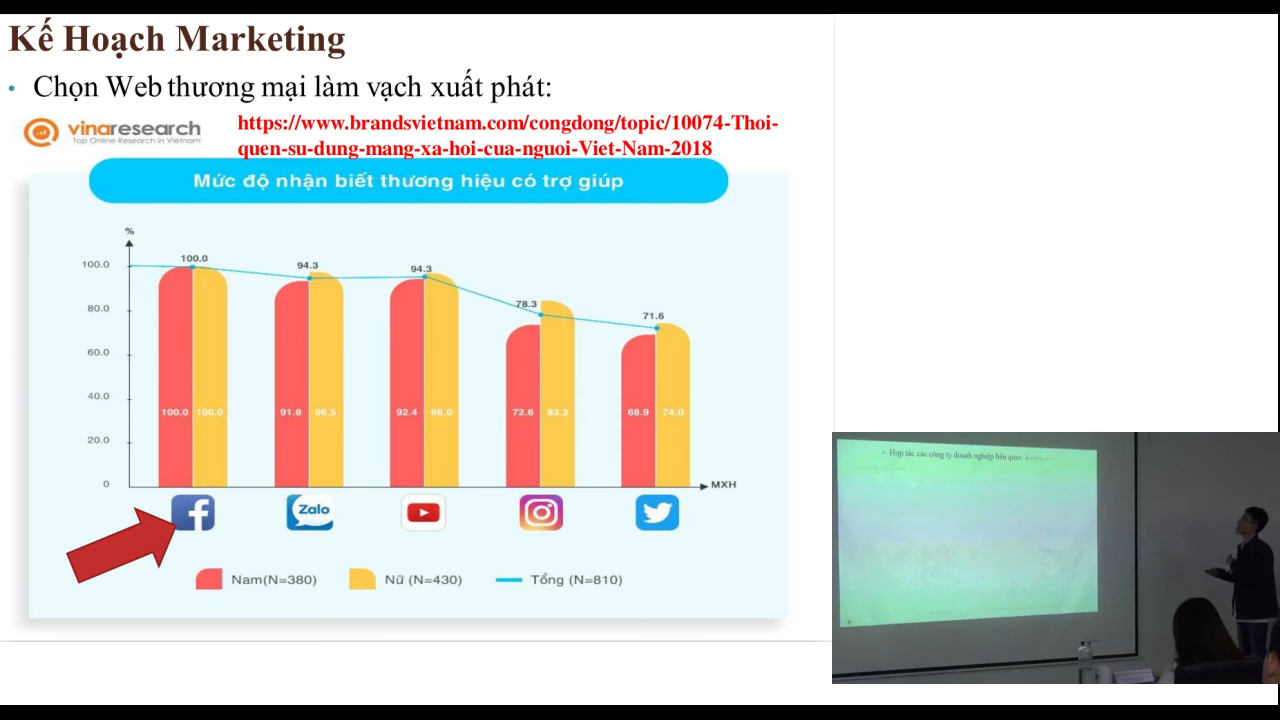 Kế Hoạch Marketing
• Chọn Web thương mại làm vạch xuất phát:
vinaresearch
Top Online Research in Vietnam
https://www.brandsvietnam.com/congdong/topic/10074-Thoi-
quen-su-dung-mang-xa-hoi-cua-nguoi-Viet-Nam-2018
Mức độ nhận biết thương hiệu có trợ giúp
%
100.0 94.3 94.3 78.3 71.6
100.0
80.0
60.0
40.0
20.0
0
100.0 100.0 91.8 96.5 92.4 96.0 72.6 83.3 68.9 74.0
MXH
Zalo
Nam(N=380) Nữ (N=430) Tổng (N=810)
• Hợp tác các công ty doanh nghiệp liên quan: